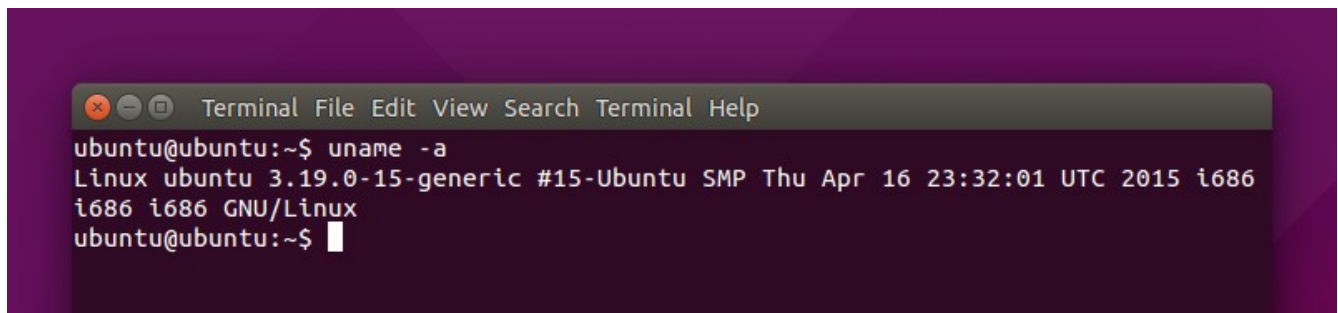 Terminal File Edit View Search Terminal Help
ubuntu@ubuntu:~$ uname -a
Linux ubuntu 3.19.0-15-generic #15-Ubuntu SMP Thu Apr 16 23:32:01 UTC 2015 i686
i686 i686 GNU/Linux
ubuntu@ubuntu:~$